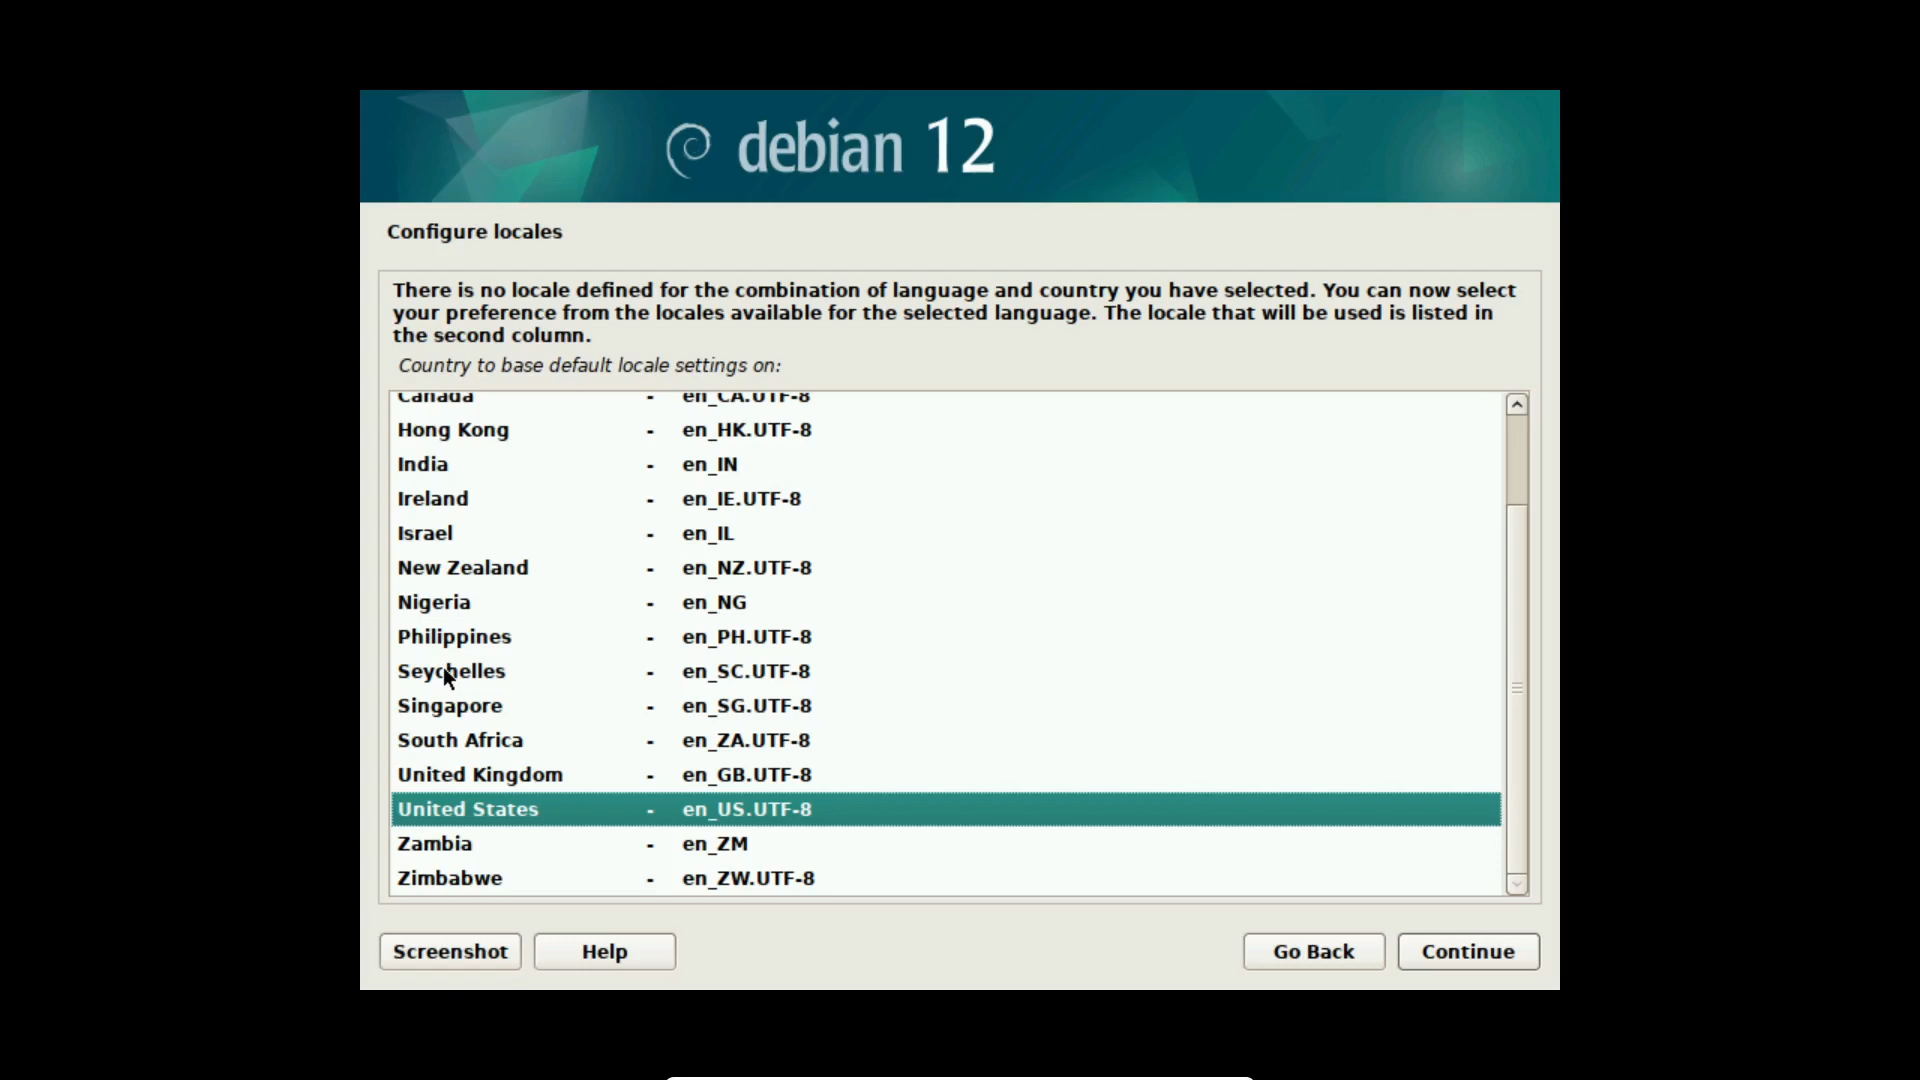 debian 12
Configure locales
There is no locale defined for the combination of language and country you have selected. You can now select
your preference from the locales available for the selected language. The locale that will be used is listed in
the second column.
Country to base default locale settings on:
Canada - en_CA.UTF-8
Hong Kong - en_HK.UTF-8
India - en_IN
Ireland - en_IE.UTF-8
Israel - en_IL
New Zealand - en_NZ.UTF-8
Nigeria - en_NG
Philippines - en_PH.UTF-8
Seychelles - en_SC.UTF-8
Singapore - en_SG.UTF-8
South Africa - en_ZA.UTF-8
United Kingdom - en_GB.UTF-8
United States - en_US.UTF-8
Zambia - en_ZM
Zimbabwe - en_ZW.UTF-8
Screenshot Help Go Back Continue